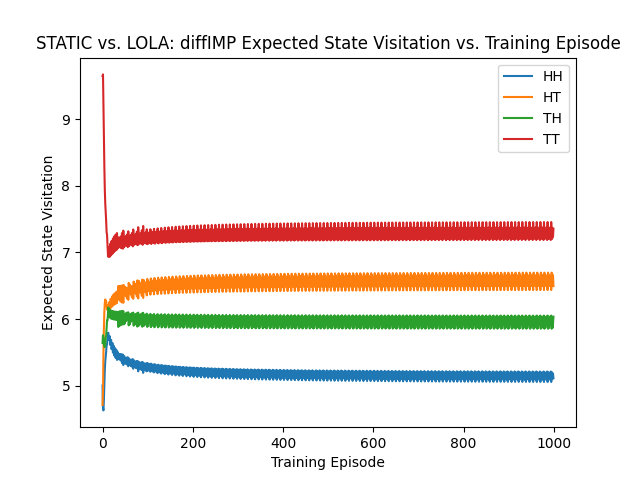 STATIC vs. LOLA: diffIMP Expected State Visitation vs. Training Episode
HH
HT
TH
TT
Expected State Visitation
9
8
7
6
5
0
200
400
600
800
1000
Training Episode